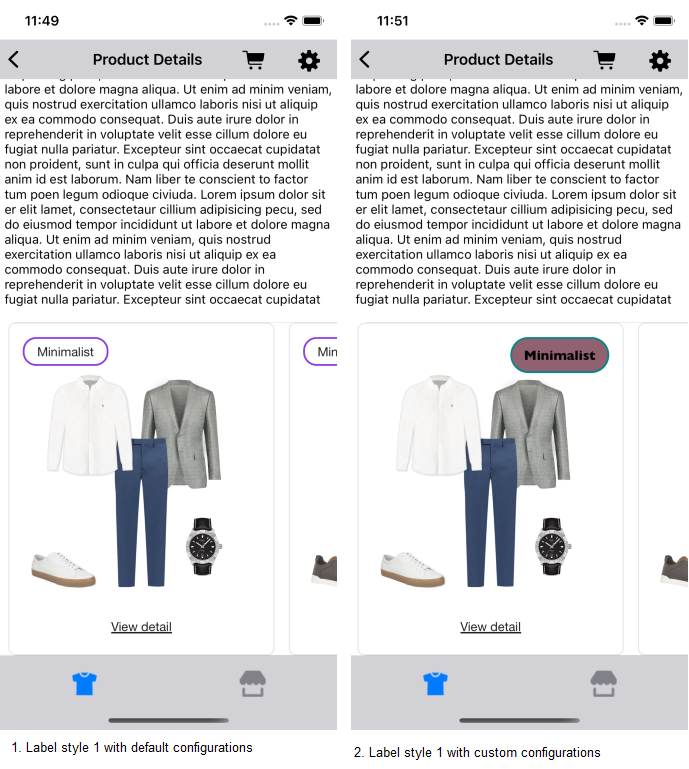 11:49
Product Details
labore et dolore magna aliqua. Ut enim ad minim veniam,
quis nostrud exercitation ullamco laboris nisi ut aliquip
ex ea commodo consequat. Duis aute irure dolor in
reprehenderit in voluptate velit esse cillum dolore eu
fugiat nulla pariatur. Excepteur sint occaecat cupidatat
non proident, sunt in culpa qui officia deserunt mollit
anim id est laborum. Nam liber te conscient to factor
tum poen legum odioque civiuda. Lorem ipsum dolor sit
er elit lamet, consectetaur cillium adipisicing pecu, sed
do eiusmod tempor incididunt ut labore et dolore magna
aliqua. Ut enim ad minim veniam, quis nostrud
exercitation ullamco laboris nisi ut aliquip ex ea
commodo consequat. Duis aute irure dolor in
reprehenderit in voluptate velit esse cillum dolore eu
fugiat nulla pariatur. Excepteur sint occaecat cupidatat
Minimalist
Min
View detail
1. Label style 1 with default configurations
11:51
Product Details
labore et dolore magna aliqua. Ut enim ad minim veniam,
quis nostrud exercitation ullamco laboris nisi ut aliquip
ex ea commodo consequat. Duis aute irure dolor in
reprehenderit in voluptate velit esse cillum dolore eu
fugiat nulla pariatur. Excepteur sint occaecat cupidatat
non proident, sunt in culpa qui officia deserunt mollit
anim id est laborum. Nam liber te conscient to factor
tum poen legum odioque civiuda. Lorem ipsum dolor sit
er elit lamet, consectetaur cillium adipisicing pecu, sed
do eiusmod tempor incididunt ut labore et dolore magna
aliqua. Ut enim ad minim veniam, quis nostrud
exercitation ullamco laboris nisi ut aliquip ex ea
commodo consequat. Duis aute irure dolor in
reprehenderit in voluptate velit esse cillum dolore eu
fugiat nulla pariatur. Excepteur sint occaecat cupidatat
Minimalist
View detail
2. Label style 1 with custom configurations